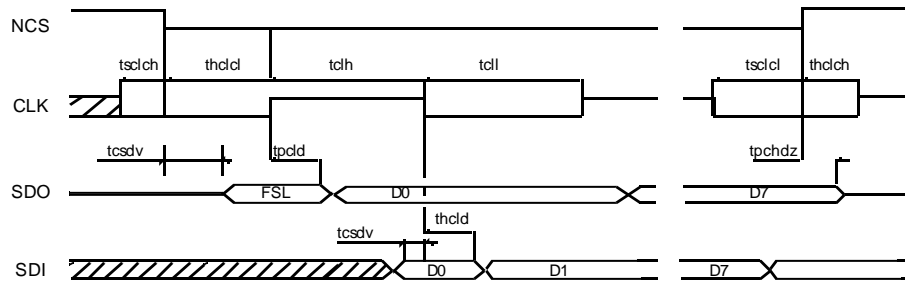 NCS
tsclch thclcl tclh tcll tsclcl thclch
CLK
tcsdv tpcld tpchdz
SDO FSL D0 D7
thcld
tcsdv
SDI D0 D1 D7